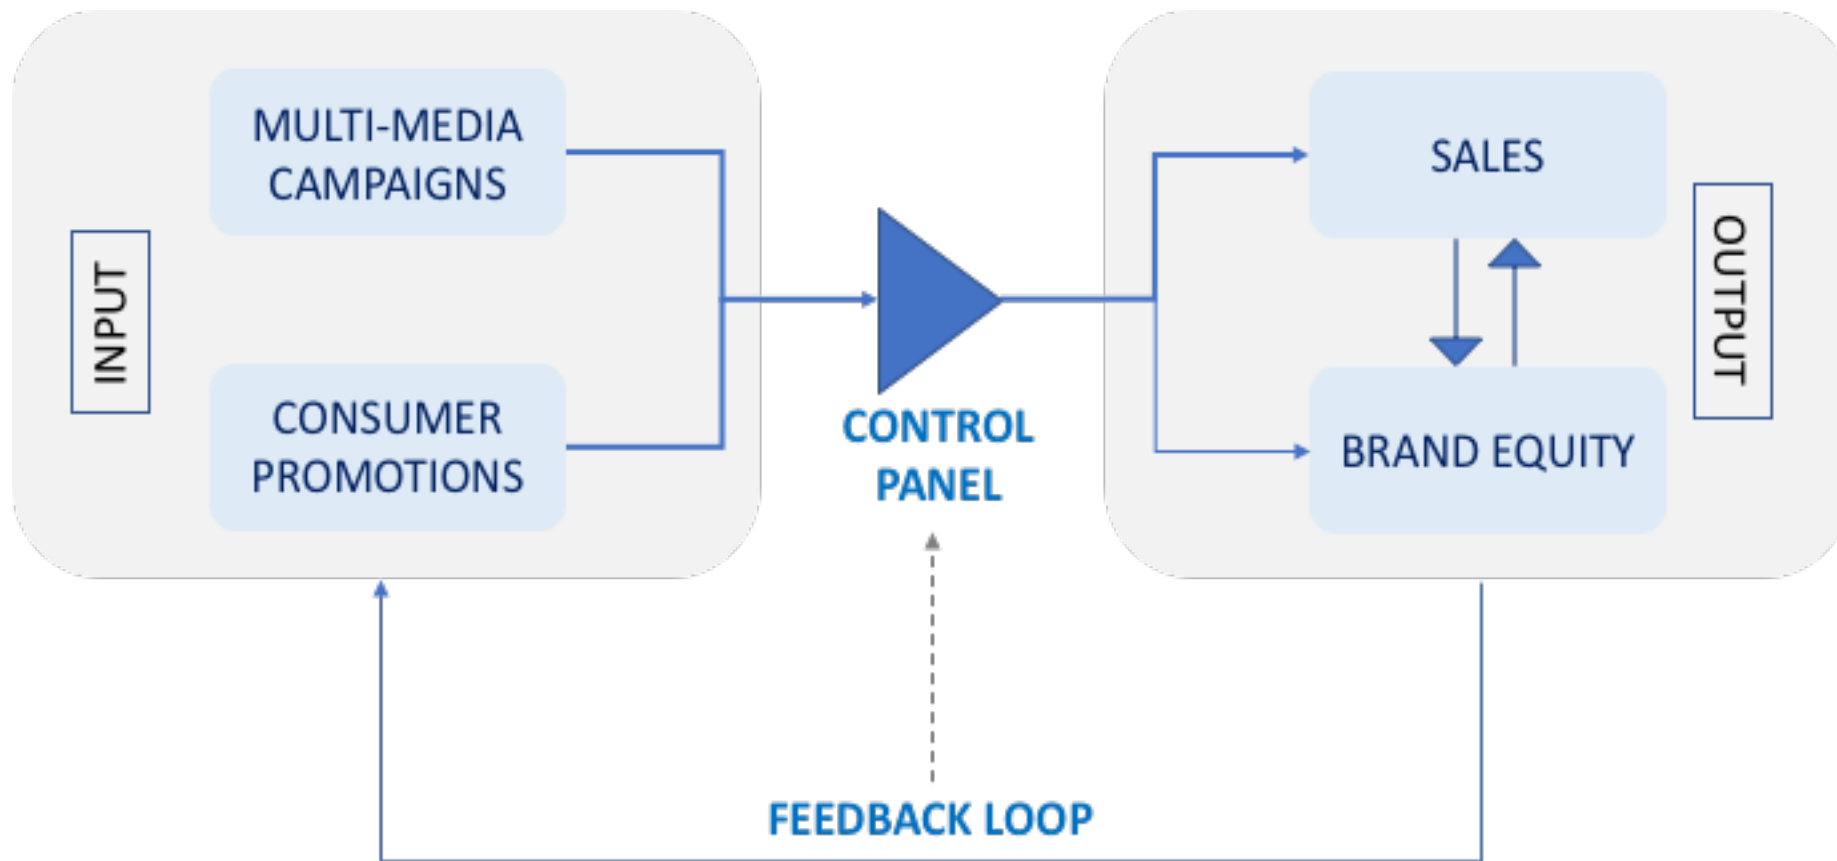 INPUT
MULTI-MEDIA
CAMPAIGNS
CONSUMER
PROMOTIONS
CONTROL
PANEL
SALES
BRAND EQUITY
OUTPUT
FEEDBACK LOOP